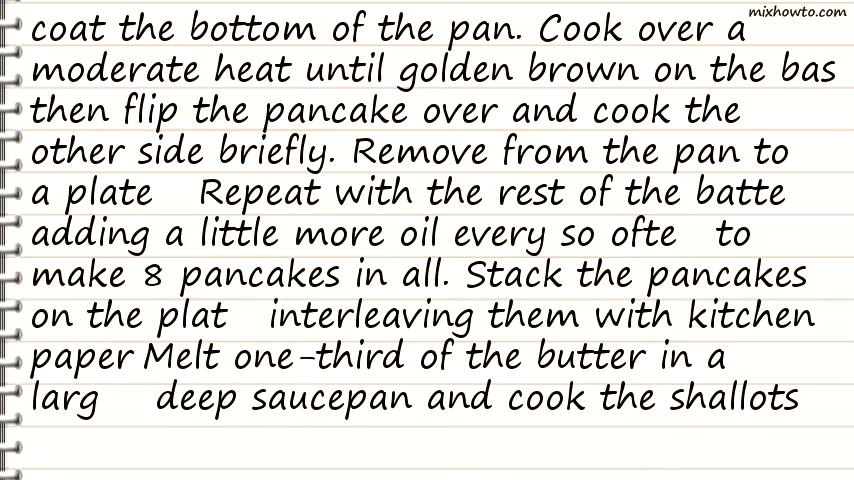 mixhowto.com
coat the bottom of the pan. Cook over a
moderate heat until golden brown on the bas
then flip the pancake over and cook the
other side briefly. Remove from the pan to
a plate Repeat with the rest of the batte
adding a little more oil every so ofte to
make 8 pancakes in all. Stack the pancakes
on the plat interleaving them with kitchen
paper Melt one-third of the butter in a
larg deep saucepan and cook the shallots